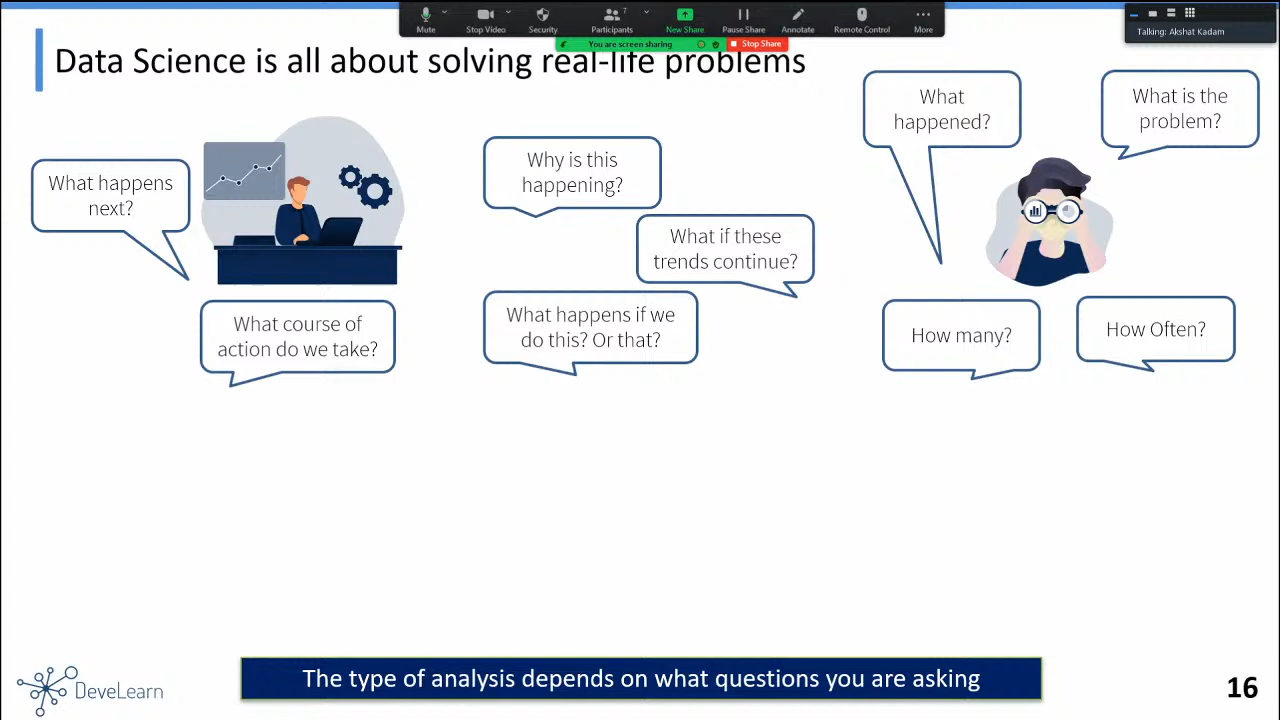 Mute
Stop Video
Security
Participants
7
New Share
Pause Share
Annotate
Remote Control
More
You are screen sharing
Stop Share
Talking: Akshat Kadam
Data Science is all about solving real-life problems
What happens
next?
What course of
action do we take?
Why is this
happening?
What if these
trends continue?
What happens if we
do this? Or that?
What
happened?
What is the
problem?
How many?
How Often?
The type of analysis depends on what questions you are asking
DeveLearn
16